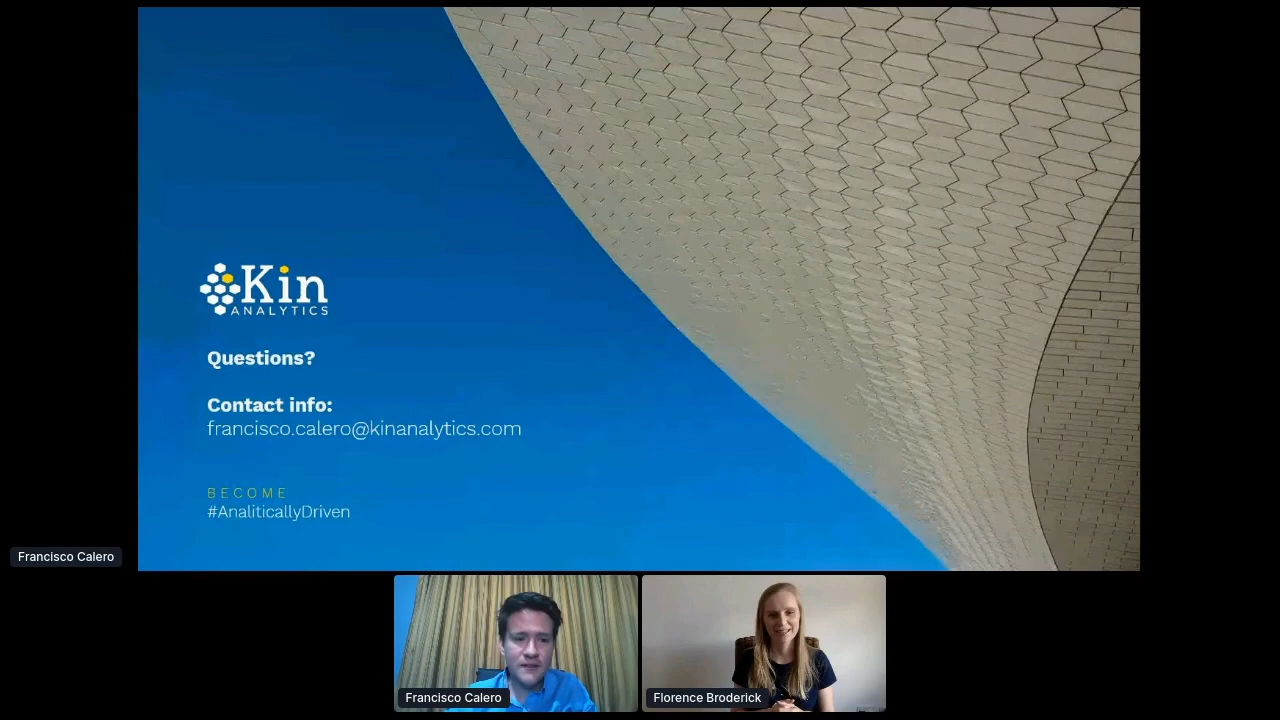 Kin
ANALYTICS
Questions?
Contact info:
francisco.calero@kinanalytics.com
BECOME
#AnaliticallyDriven
Francisco Calero
Francisco Calero
Florence Broderick